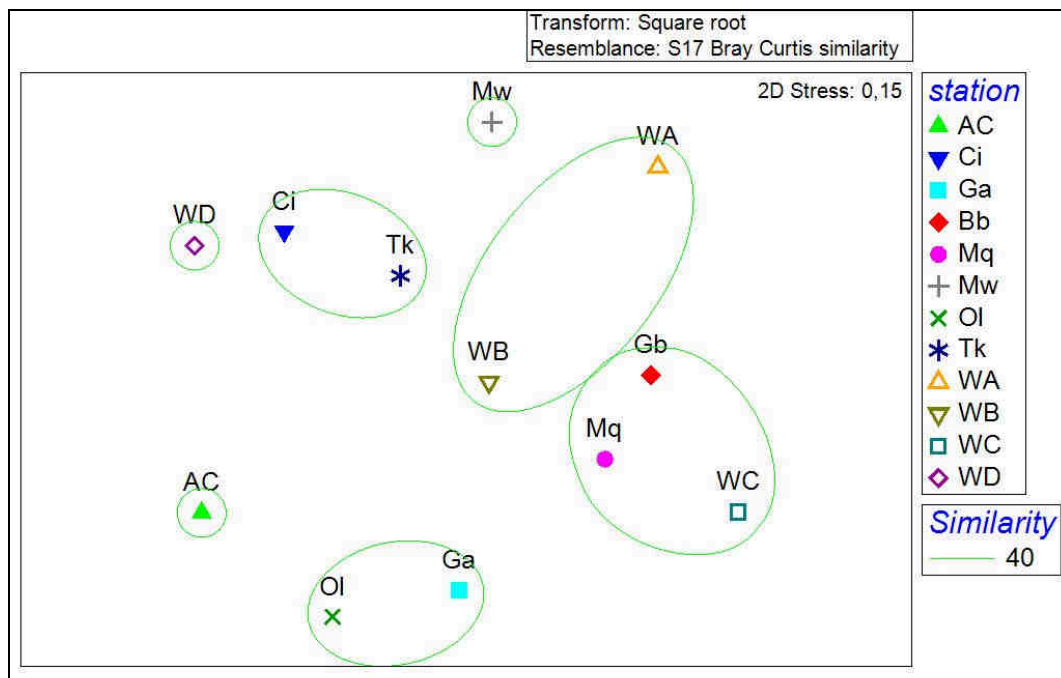 Transform: Square root
Resemblance: S17 Bray Curtis similarity
2D Stress: 0,15
Mw
WA
Ci
WD
Tk
WB
Gb
Mq
WC
AC
Ga
Ol
station
AC
Ci
Ga
Bb
Mq
Mw
Ol
Tk
WA
WB
WC
WD
Similarity
40